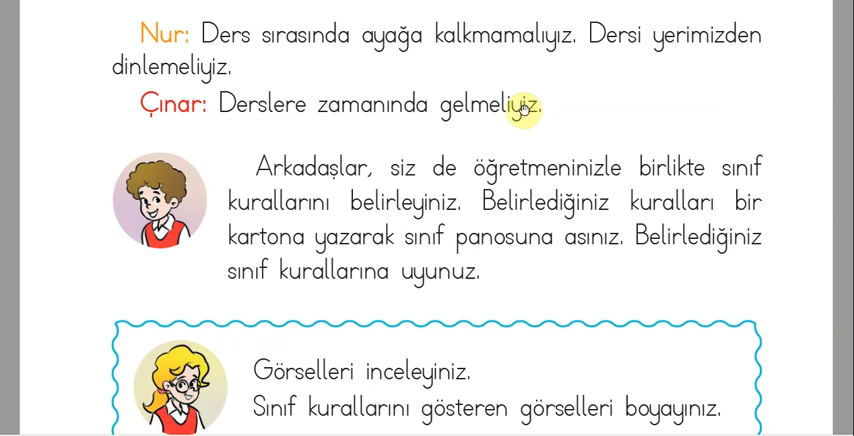 Nur: Ders sırasında ayağa kalkmamalıyız. Dersi yerimizden
dinlemeliyiz.
Çınar: Derslere zamanında gelmeliyiz.
Arkadaşlar, siz de öğretmeninizle birlikte sınıf
kurallarını belirleyiniz. Belirlediğiniz kuralları bir
kartona yazarak sınıf panosuna asınız. Belirlediğiniz
sınıf kurallarına uyunuz.
Görselleri inceleyiniz.
Sınıf kurallarını gösteren görselleri boyayınız.